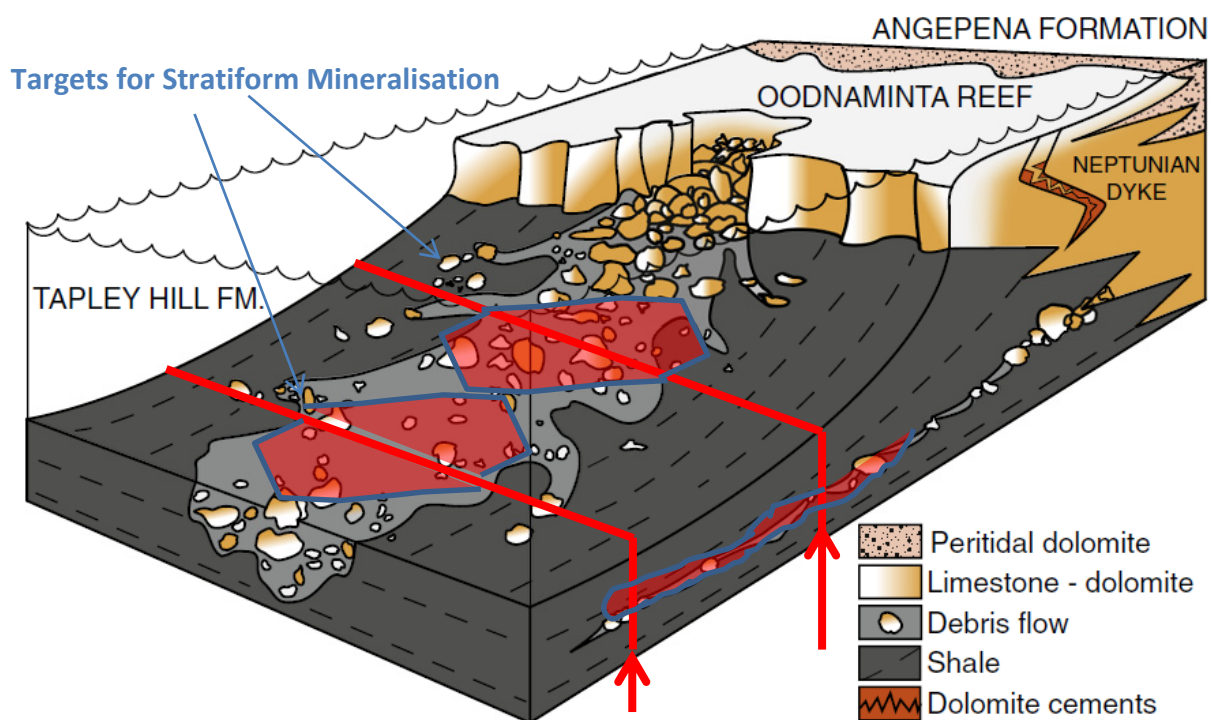 ANGEPENA FORMATION
Targets for Stratiform Mineralisation
OODNAMINTA REEF
NEPTUNIAN
DYKE
TAPLEY HILL FM.
Peritidal dolomite
Limestone - dolomite
Debris flow
Shale
Dolomite cements